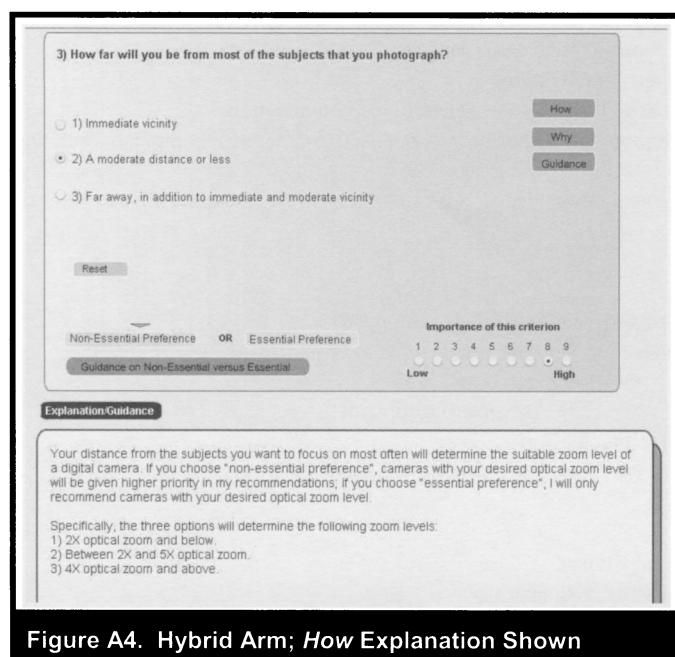 3) How far will you be from most of the subjects that you photograph?
How
1) Immediate vicinity
Why
2) A moderate distance or less
Guidance
3) Far away, in addition to immediate and moderate vicinity
Reset
Importance of this criterion
Non-Essential Preference OR Essential Preference
1 2 3 4 5 6 7 8 9
Guidance on Non-Essential versus Essential
Low High
Explanation/Guidance
Your distance from the subjects you want to focus on most often will determine the suitable zoom level of
a digital camera. If you choose "non-essential preference", cameras with your desired optical zoom level
will be given higher priority in my recommendations; if you choose "essential preference", I will only
recommend cameras with your desired optical zoom level.
Specifically, the three options will determine the following zoom levels:
1) 2X optical zoom and below.
2) Between 2X and 5X optical zoom.
3) 4X optical zoom and above.
Figure A4. Hybrid Arm; How Explanation Shown